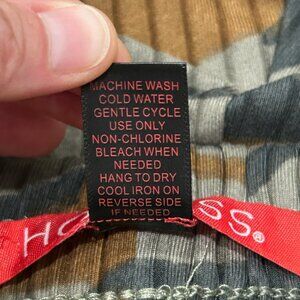 MACHINE WASH
COLD WATER
GENTLE CYCLE
USE ONLY
NON-CHLORINE
BLEACH WHEN
NEEDED
HANG TO DRY
COOL IRON ON
REVERSE SIDE
IF NEEDED